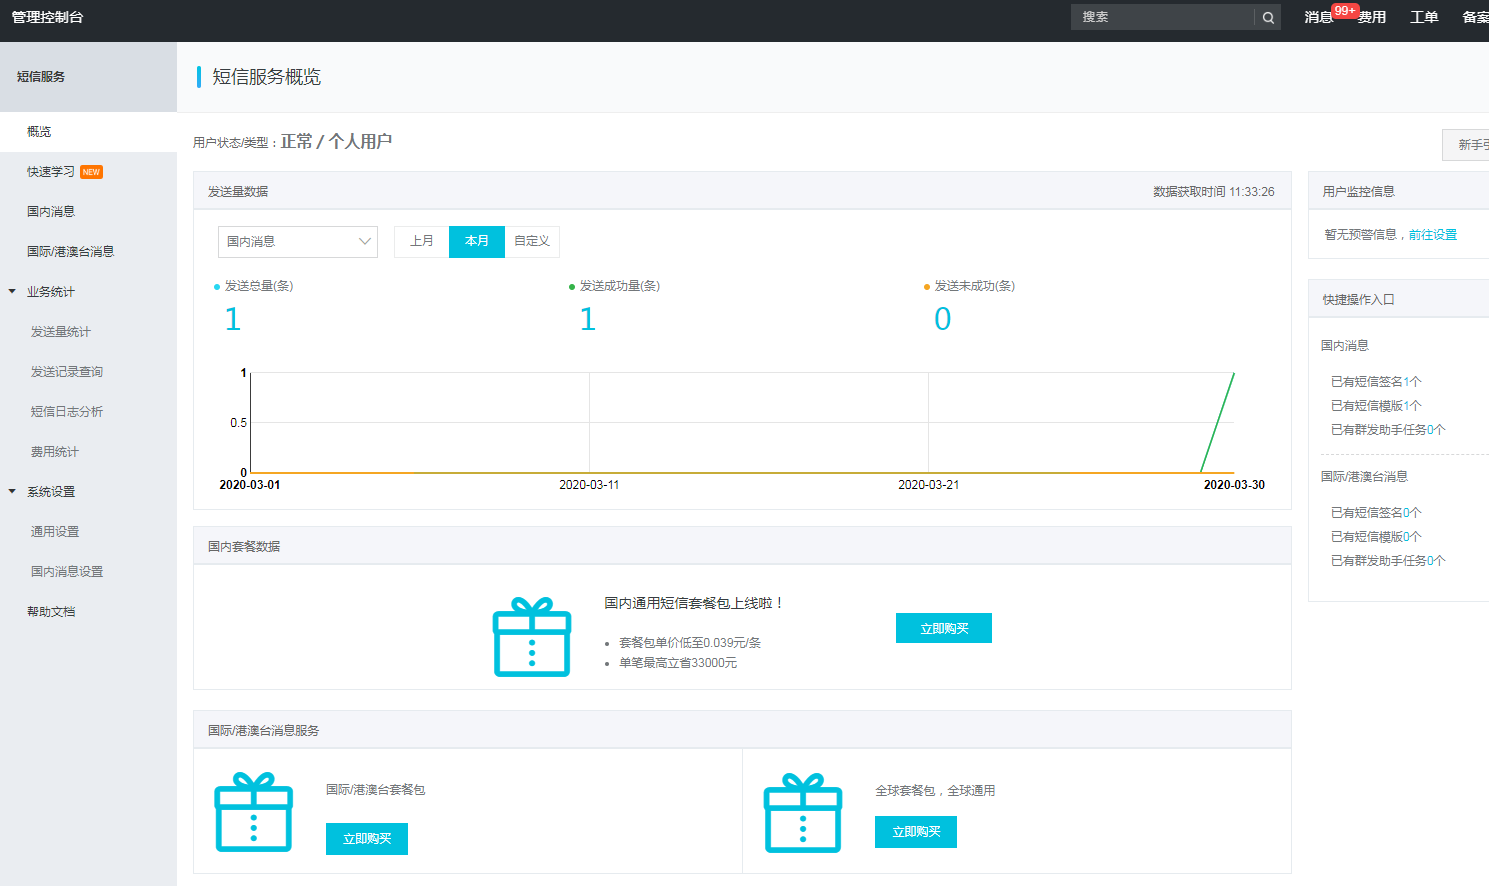 管理控制台
搜索
消息
99+
费用
工单
备案
短信服务
概览
快速学习 NEW
国内消息
国际/港澳台消息
业务统计
发送量统计
发送记录查询
短信日志分析
费用统计
系统设置
通用设置
国内消息设置
帮助文档
短信服务概览
用户状态/类型：正常 / 个人用户
新手引
发送量数据
数据获取时间 11:33:26
国内消息
上月
本月
自定义
发送总量(条)
1
发送成功量(条)
1
发送未成功(条)
0
1
0.5
0
2020-03-01
2020-03-11
2020-03-21
2020-03-30
国内套餐数据
国内通用短信套餐包上线啦！
套餐包单价低至0.039元/条
单笔最高立省33000元
立即购买
国际/港澳台消息服务
国际/港澳台套餐包
立即购买
全球套餐包，全球通用
立即购买
用户监控信息
暂无预警信息，前往设置
快捷操作入口
国内消息
已有短信签名1个
已有短信模版1个
已有群发助手任务0个
国际/港澳台消息
已有短信签名0个
已有短信模版0个
已有群发助手任务0个